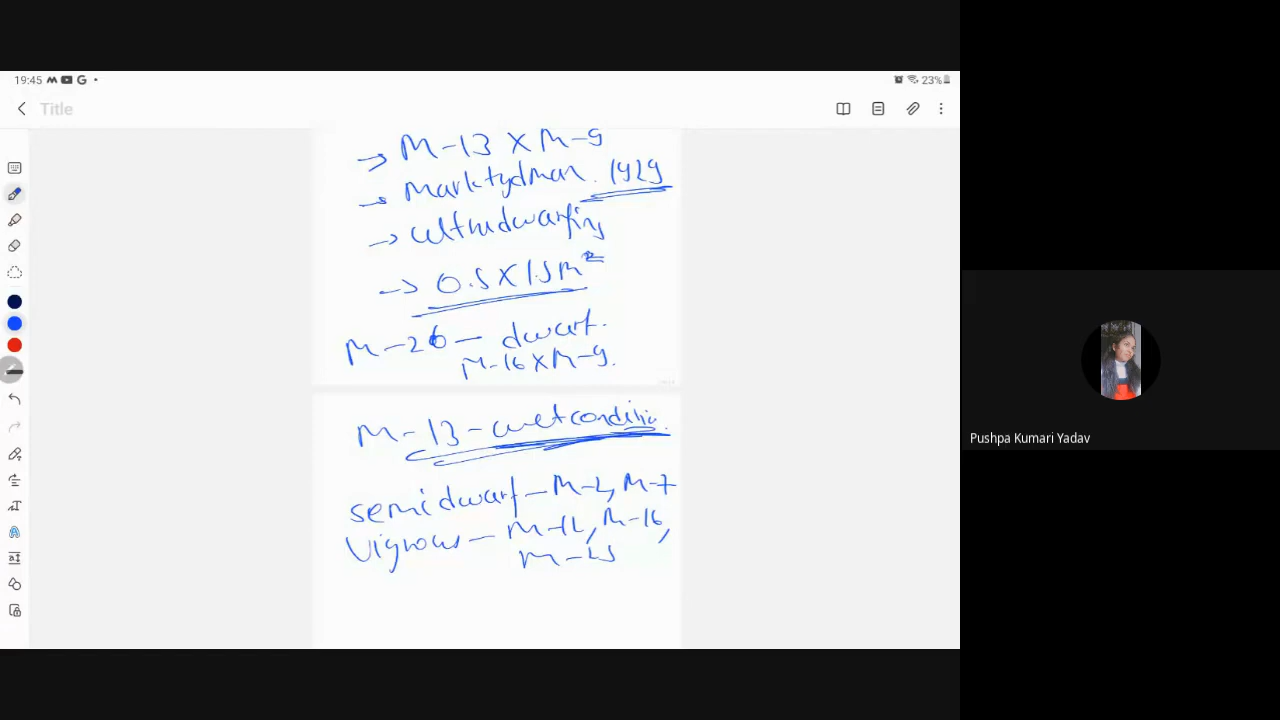 19:45
23%
Title
→ M-13 X M-9
→ Marktydman. 1929
→ ultradwarfing
→ 0.5 X 1.5 M²
M-26 - dwarf.
M-16 X M-9.
M-13 - wet condition.
semidwarf - M-2, M-7
Vigrous - M-12, M-16,
M-25
Pushpa Kumari Yadav